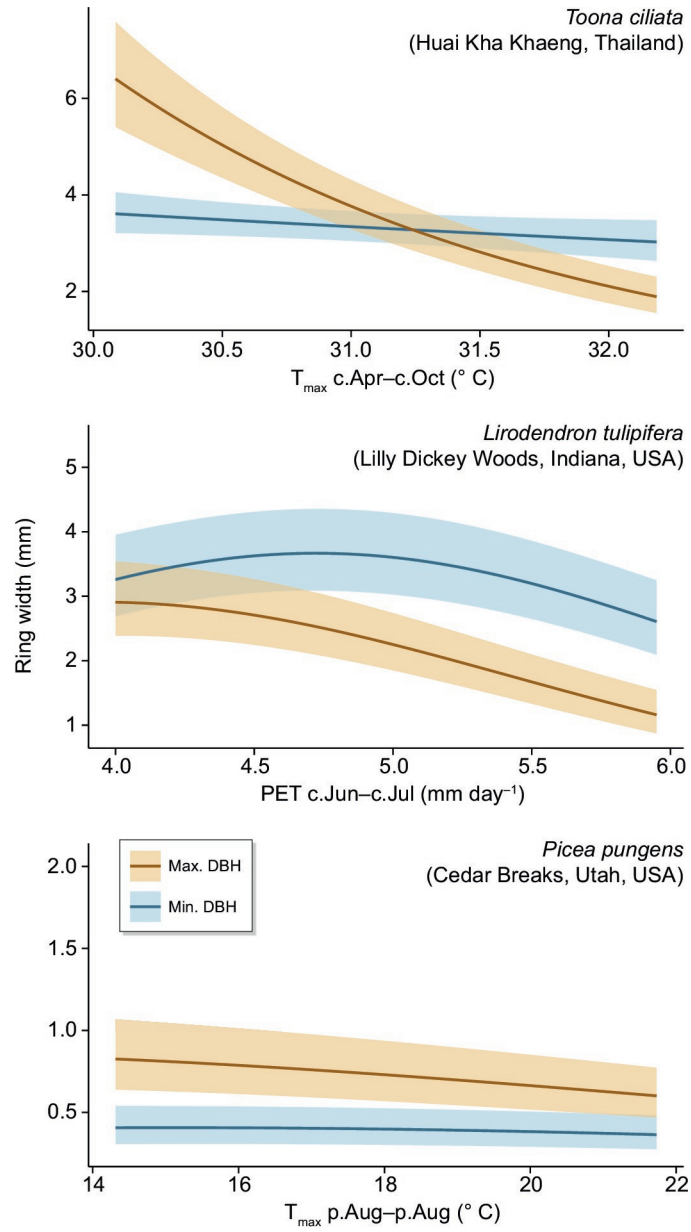 Toona ciliata
(Huai Kha Khaeng, Thailand)
6
4
2
30.0 30.5 31.0 31.5 32.0
Tmax c.Apr–c.Oct (° C)
Lirodendron tulipifera
(Lilly Dickey Woods, Indiana, USA)
5
4
3
2
1
Ring width (mm)
4.0 4.5 5.0 5.5 6.0
PET c.Jun–c.Jul (mm day⁻¹)
Picea pungens
(Cedar Breaks, Utah, USA)
Max. DBH
Min. DBH
2.0
1.5
1.0
0.5
14 16 18 20 22
Tmax p.Aug–p.Aug (° C)